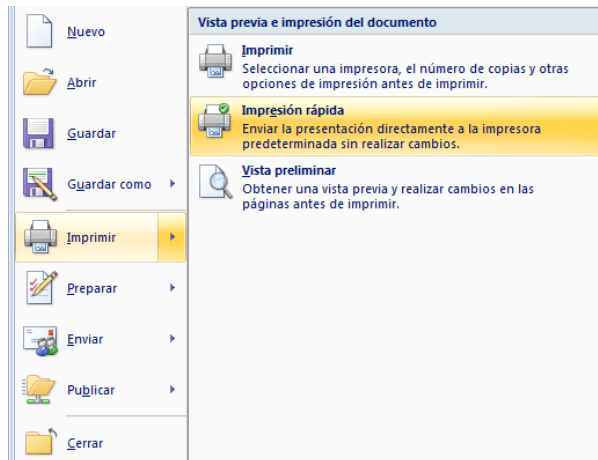 Nuevo
Abrir
Guardar
Guardar como
Imprimir
Preparar
Enviar
Publicar
Cerrar
Vista previa e impresión del documento
Imprimir
Seleccionar una impresora, el número de copias y otras
opciones de impresión antes de imprimir.
Impresión rápida
Enviar la presentación directamente a la impresora
predeterminada sin realizar cambios.
Vista preliminar
Obtener una vista previa y realizar cambios en las
páginas antes de imprimir.